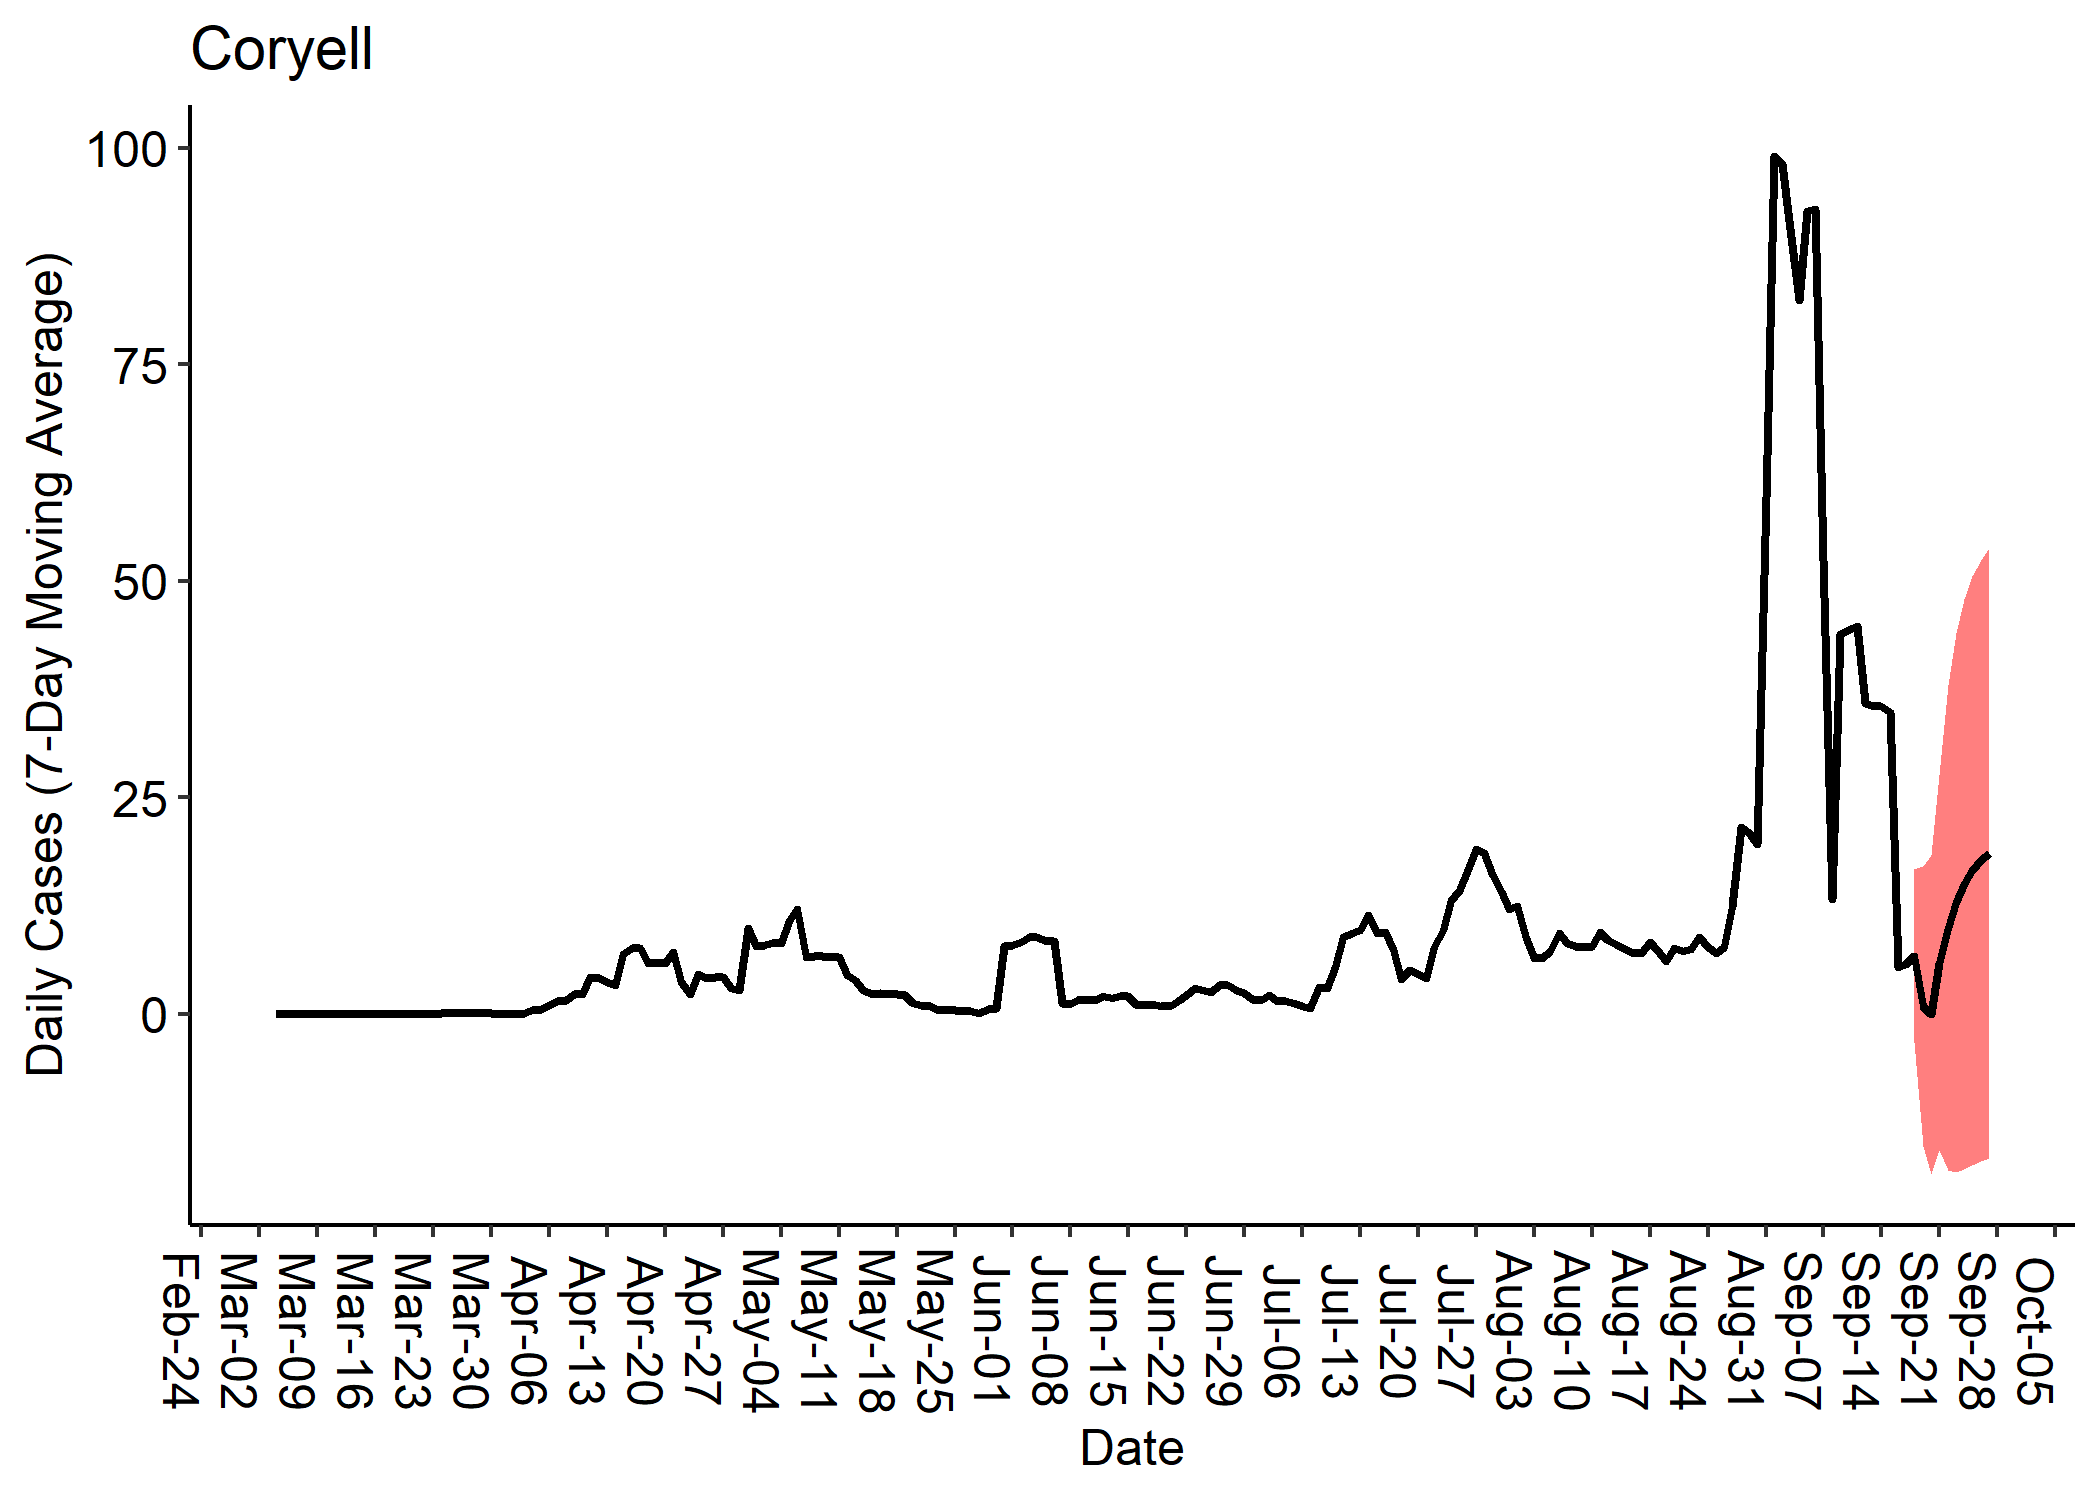 Coryell
Daily Cases (7-Day Moving Average)
100
75
50
25
0
Feb-24
Mar-02
Mar-09
Mar-16
Mar-23
Mar-30
Apr-06
Apr-13
Apr-20
Apr-27
May-04
May-11
May-18
May-25
Jun-01
Jun-08
Jun-15
Jun-22
Jun-29
Jul-06
Jul-13
Jul-20
Jul-27
Aug-03
Aug-10
Aug-17
Aug-24
Aug-31
Sep-07
Sep-14
Sep-21
Sep-28
Oct-05
Date